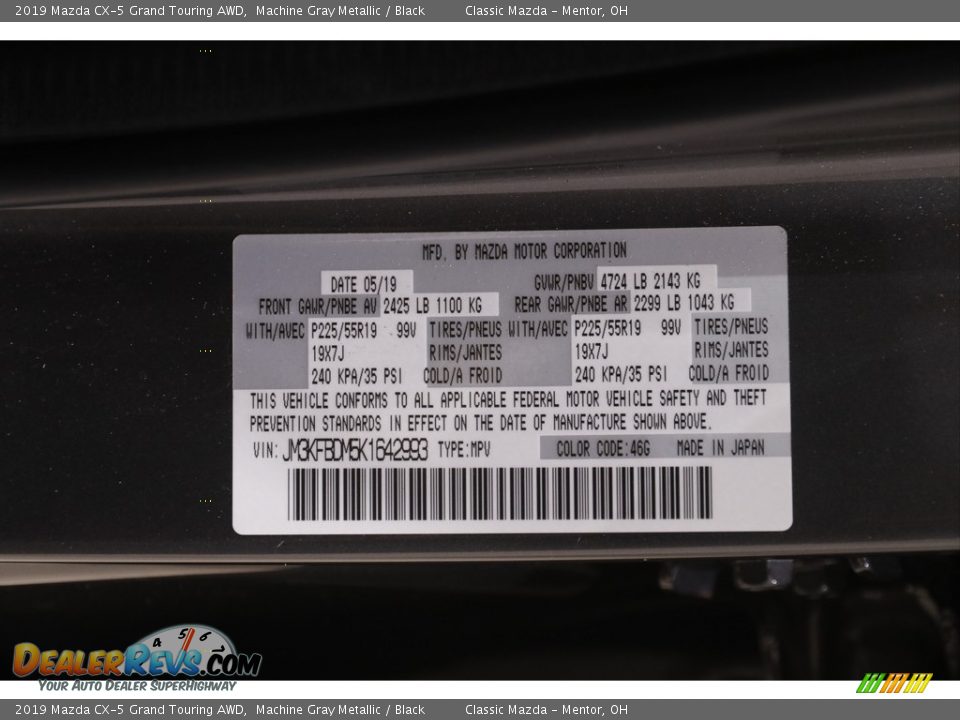 2019 Mazda CX-5 Grand Touring AWD, Machine Gray Metallic / Black Classic Mazda - Mentor, OH
MFD. BY MAZDA MOTOR CORPORATION
DATE 05/19 GVWR/PNBV 4724 LB 2143 KG
FRONT GAWR/PNBE AV 2425 LB 1100 KG REAR GAWR/PNBE AR 2299 LB 1043 KG
WITH/AVEC P225/55R19 99V TIRES/PNEUS WITH/AVEC P225/55R19 99V TIRES/PNEUS
19X7J RIMS/JANTES 19X7J RIMS/JANTES
240 KPA/35 PSI COLD/A FROID 240 KPA/35 PSI COLD/A FROID
THIS VEHICLE CONFORMS TO ALL APPLICABLE FEDERAL MOTOR VEHICLE SAFETY AND THEFT
PREVENTION STANDARDS IN EFFECT ON THE DATE OF MANUFACTURE SHOWN ABOVE.
VIN: JM3KFBDM5K1642993 TYPE:MPV COLOR CODE:46G MADE IN JAPAN
4 5 6 7
DEALERREVS.COM
YOUR AUTO DEALER SUPERHIGHWAY
2019 Mazda CX-5 Grand Touring AWD, Machine Gray Metallic / Black Classic Mazda - Mentor, OH